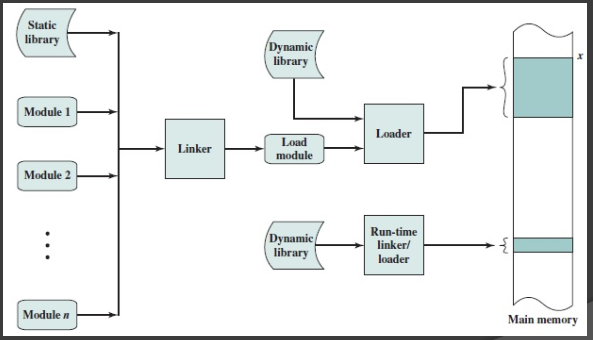 Static
library
Module 1
Module 2
Module n
Linker
Dynamic
library
Load
module
Loader
Dynamic
library
Run-time
linker/
loader
x
Main memory